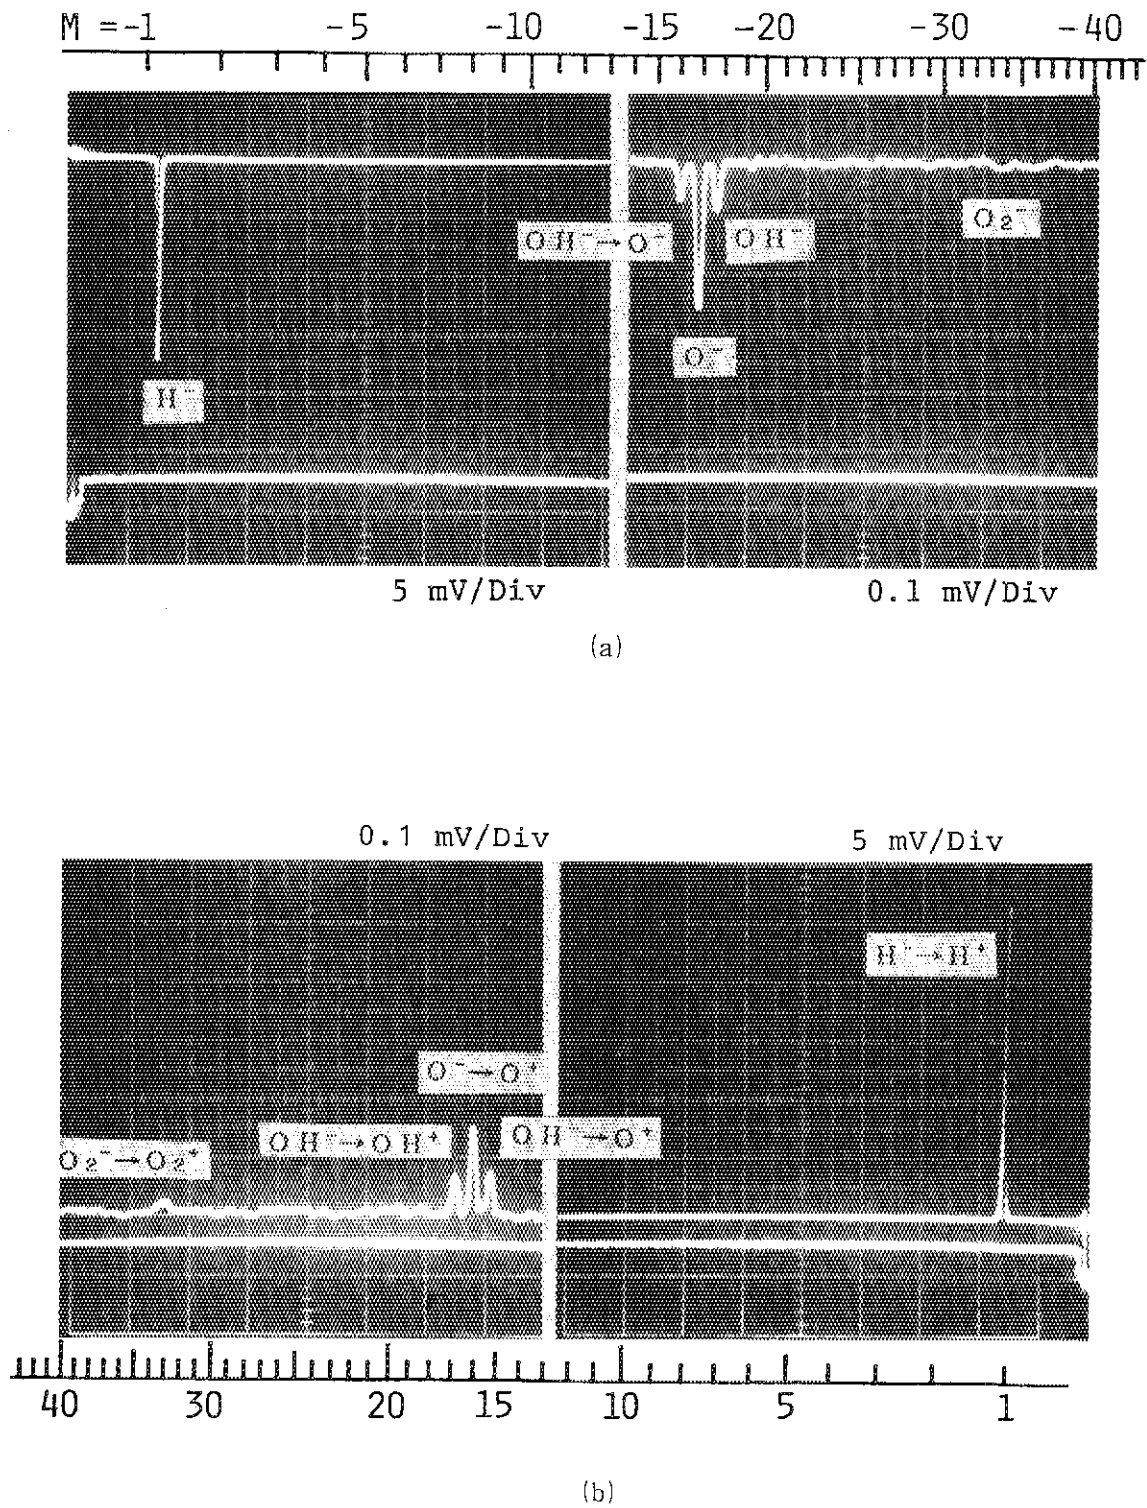 M = -1 -5 -10 -15 -20 -30 -40
OH⁻→O⁻ OH⁻ O₂⁻
O⁻
H⁻
5 mV/Div 0.1 mV/Div
(a)
0.1 mV/Div 5 mV/Div
H⁻→H⁺
O⁻→O⁺
O₂⁻→O₂⁺ OH⁻→OH⁺ OH⁻→O⁺
40 30 20 15 10 5 1
(b)